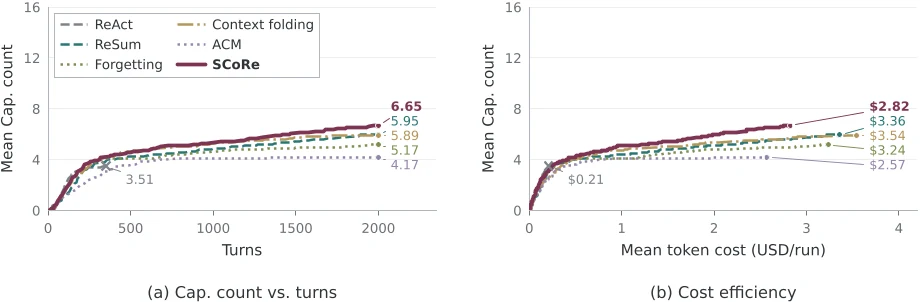 16
12
8
4
0
Mean Cap. count
ReAct
ReSum
Forgetting
Context folding
ACM
SCoRe
6.65
5.95
5.89
5.17
4.17
3.51
0
500
1000
1500
2000
Turns
(a) Cap. count vs. turns
16
12
8
4
0
Mean Cap. count
$2.82
$3.36
$3.54
$3.24
$2.57
$0.21
0
1
2
3
4
Mean token cost (USD/run)
(b) Cost efficiency